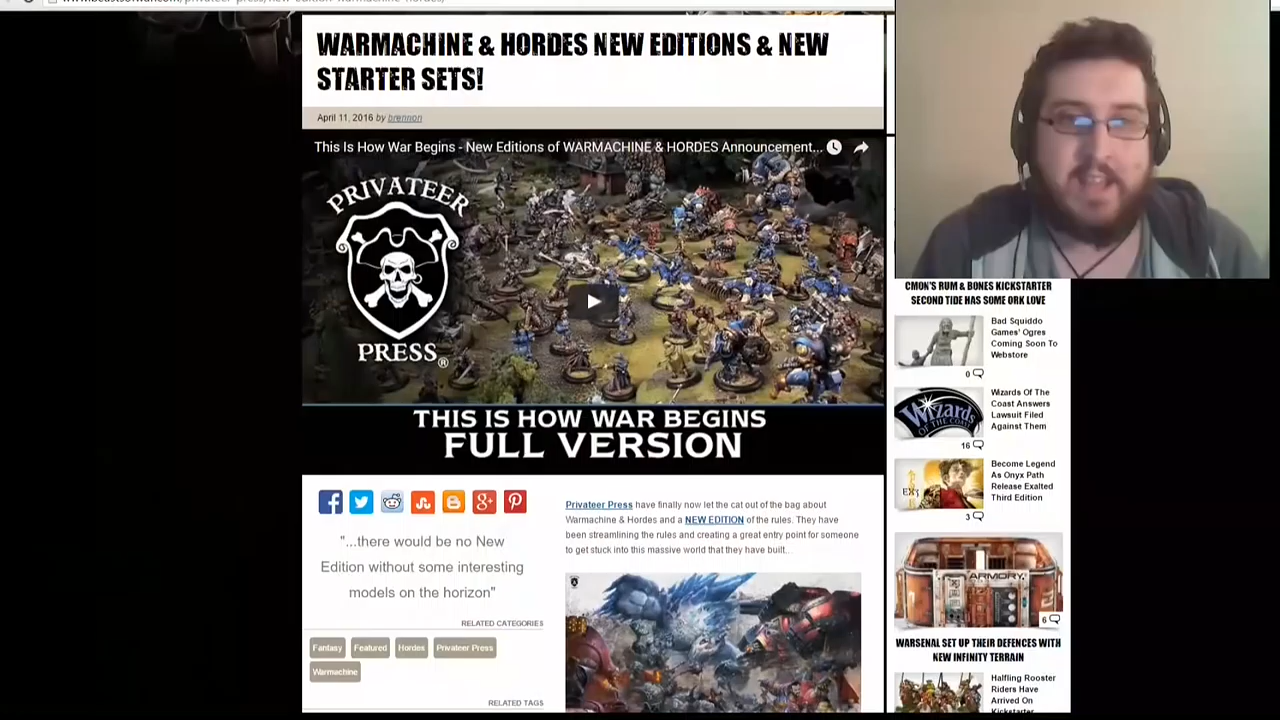 WARMACHINE & HORDES NEW EDITIONS & NEW
STARTER SETS!
April 11, 2016 by brennon
This Is How War Begins - New Editions of WARMACHINE & HORDES Announcement...
PRIVATEER
PRESS®
THIS IS HOW WAR BEGINS
FULL VERSION
"...there would be no New
Edition without some interesting
models on the horizon"
RELATED CATEGORIES
Fantasy Featured Hordes Privateer Press
Warmachine
RELATED TAGS
Privateer Press have finally now let the cat out of the bag about
Warmachine & Hordes and a NEW EDITION of the rules. They have
been streamlining the rules and creating a great entry point for someone
to get stuck into this massive world that they have built...
CMON'S RUM & BONES KICKSTARTER
SECOND TIDE HAS SOME ORK LOVE
Bad Squiddo
Games' Ogres
Coming Soon To
Webstore
0
Wizards
OF THE COAST
Wizards Of The
Coast Answers
Lawsuit Filed
Against Them
16
EX3
Become Legend
As Onyx Path
Release Exalted
Third Edition
3
ARMORY
6
WARSENAL SET UP THEIR DEFENCES WITH
NEW INFINITY TERRAIN
Halfling Rooster
Riders Have
Arrived On
Kickstarter